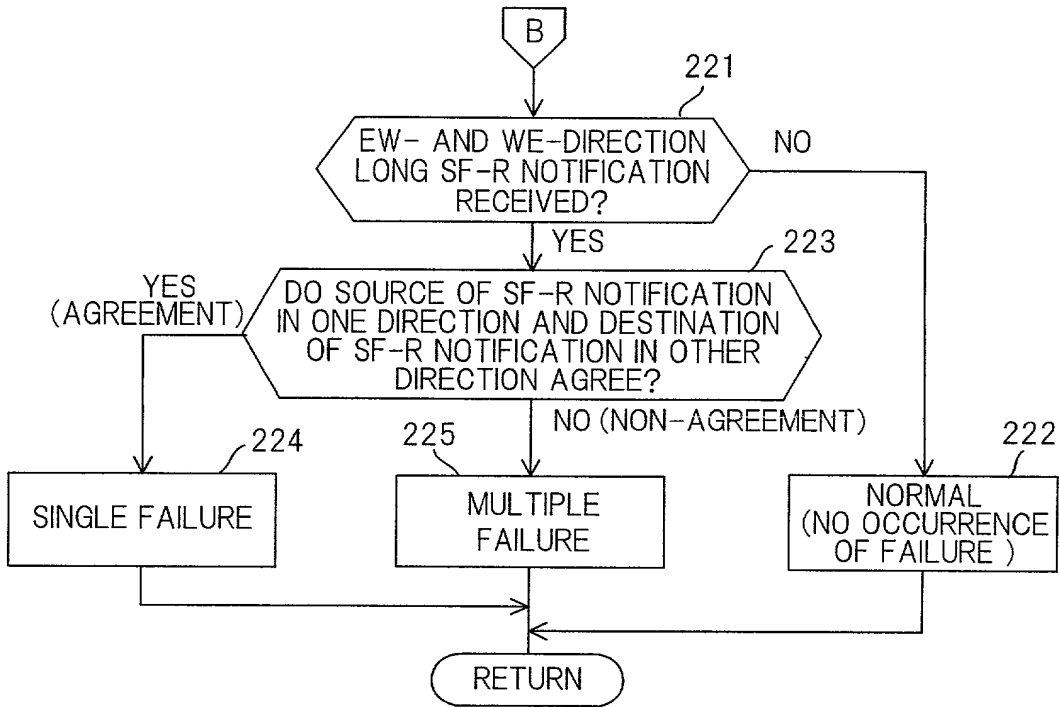 B
221
EW- AND WE-DIRECTION
LONG SF-R NOTIFICATION
RECEIVED?
NO
YES
223
YES
(AGREEMENT)
DO SOURCE OF SF-R NOTIFICATION
IN ONE DIRECTION AND DESTINATION
OF SF-R NOTIFICATION IN OTHER
DIRECTION AGREE?
NO (NON-AGREEMENT)
224
SINGLE FAILURE
225
MULTIPLE
FAILURE
222
NORMAL
(NO OCCURRENCE
OF FAILURE )
RETURN